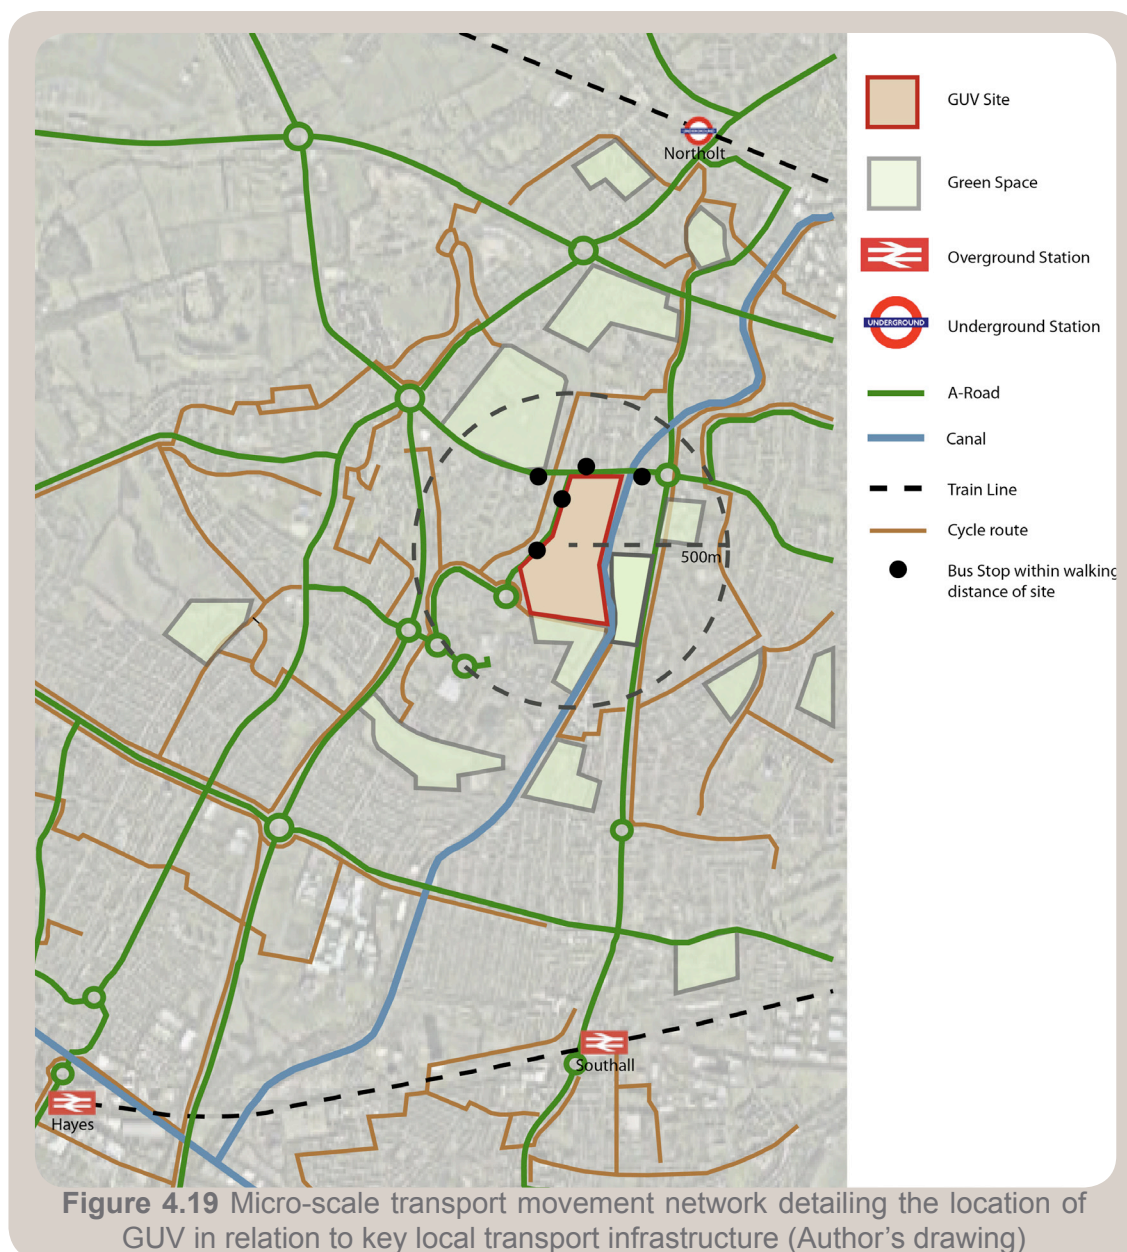 UNDERGROUND
Northolt
500m
Southall
Hayes
GUV Site
Green Space
Overground Station
UNDERGROUND
Underground Station
A-Road
Canal
Train Line
Cycle route
Bus Stop within walking
distance of site
Figure 4.19 Micro-scale transport movement network detailing the location of
GUV in relation to key local transport infrastructure (Author's drawing)